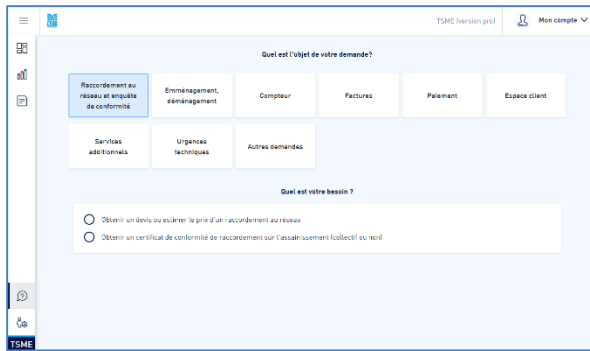 TSME (version pro)
Mon compte
Quel est l'objet de votre demande?
Raccordement au
réseau et enquête
de conformité
Emménagement,
déménagement
Compteur
Factures
Paiement
Espace client
Services
additionnels
Urgences
techniques
Autres demandes
Quel est votre besoin ?
Obtenir un devis ou estimer le prix d'un raccordement au réseau
Obtenir un certificat de conformité de raccordement sur l'assainissement (collectif ou non)
TSME